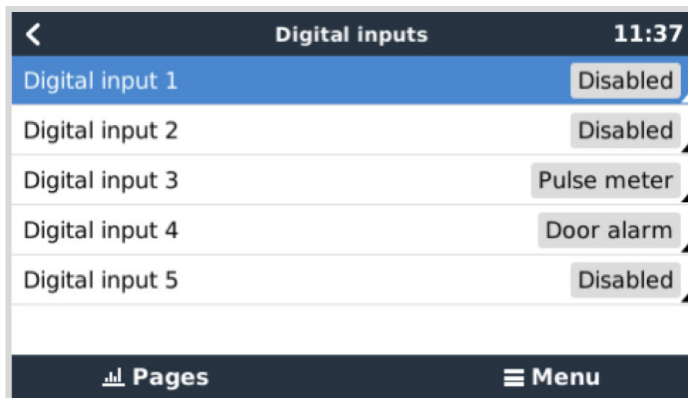 Digital inputs 11:37
Digital input 1 Disabled
Digital input 2 Disabled
Digital input 3 Pulse meter
Digital input 4 Door alarm
Digital input 5 Disabled
Pages Menu